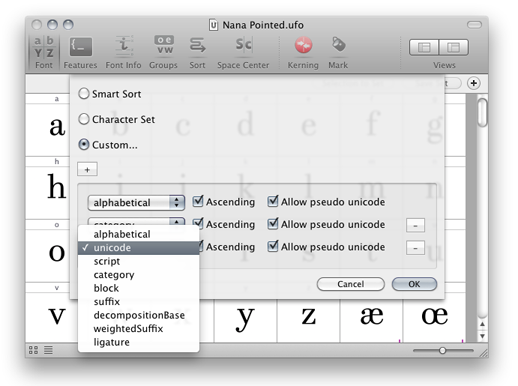 Nana Pointed.ufo
Font Features Font Info Groups Sort Space Center Kerning Mark Views
Smart Sort
Character Set
Custom...
+
alphabetical Ascending Allow pseudo unicode
category Ascending Allow pseudo unicode −
Ascending Allow pseudo unicode −
alphabetical
✓ unicode
script
category
block
suffix
decompositionBase
weightedSuffix
ligature
Cancel OK
a
a b c d e f g
h
h i j k l
o
o t u
v
v y z æ œ